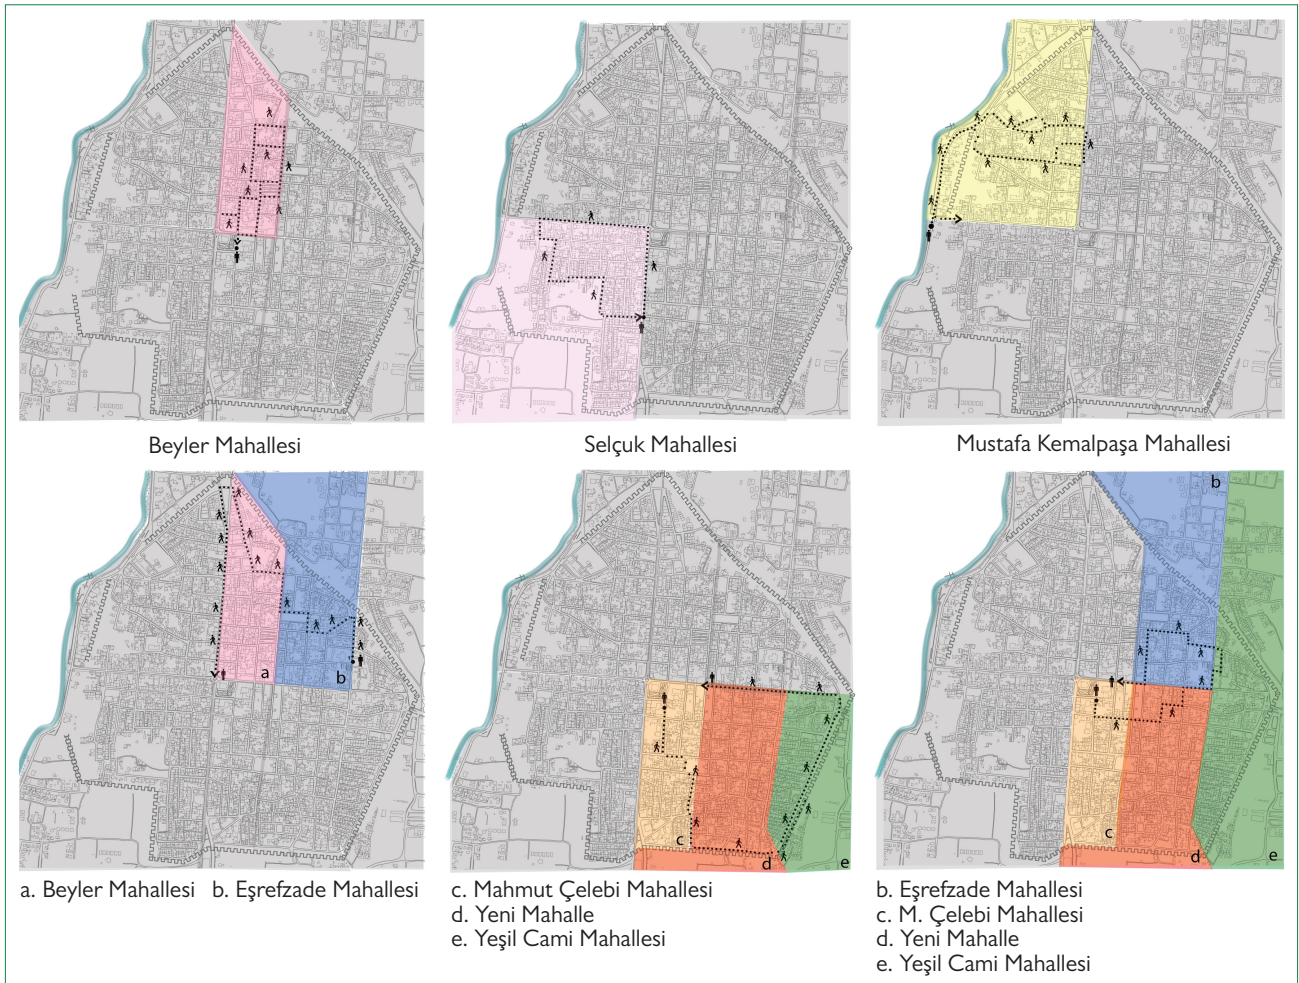 Beyler Mahallesi
Selçuk Mahallesi
Mustafa Kemalpaşa Mahallesi
a
b
c
d
e
b
c
d
e
a. Beyler Mahallesi b. Eşrefzade Mahallesi
c. Mahmut Çelebi Mahallesi
d. Yeni Mahalle
e. Yeşil Cami Mahallesi
b. Eşrefzade Mahallesi
c. M. Çelebi Mahallesi
d. Yeni Mahalle
e. Yeşil Cami Mahallesi